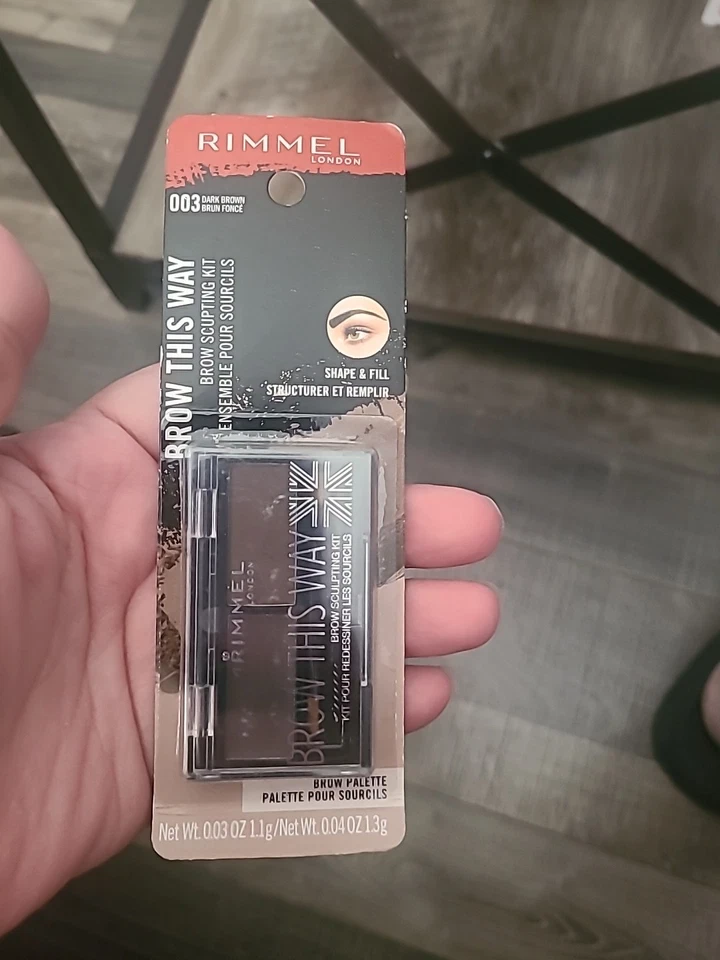 RIMMEL
LONDON
003 DARK BROWN
BRUN FONCÉ
BROW THIS WAY
BROW SCUPTING KIT
ENSEMBLE POUR SOURCILS
SHAPE & FILL
STRUCTURER ET REMPLIR
RIMMEL
LONDON
BROW THIS WAY
BROW SCULPTING KIT
KIT POUR REDESSINER LES SOURCILS
BROW PALETTE
PALETTE POUR SOURCILS
Net Wt. 0.03 OZ 1.1g/Net Wt. 0.04 OZ 1.3g